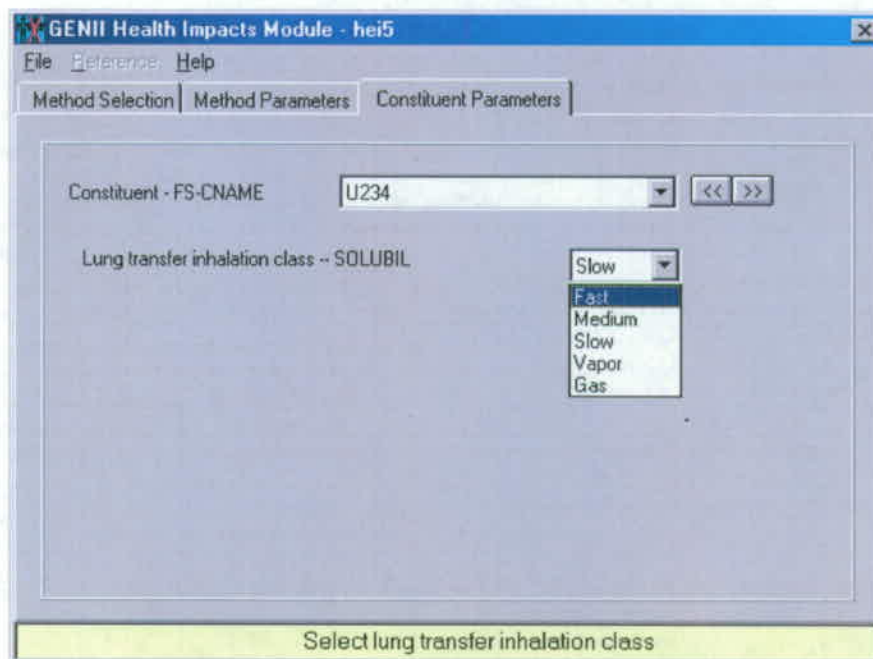 GENII Health Impacts Module - hei5
File Reference Help
Method Selection Method Parameters Constituent Parameters
Constituent - FS-CNAME U234 << >>
Lung transfer inhalation class -- SOLUBIL Slow
Fast
Medium
Slow
Vapor
Gas
Select lung transfer inhalation class